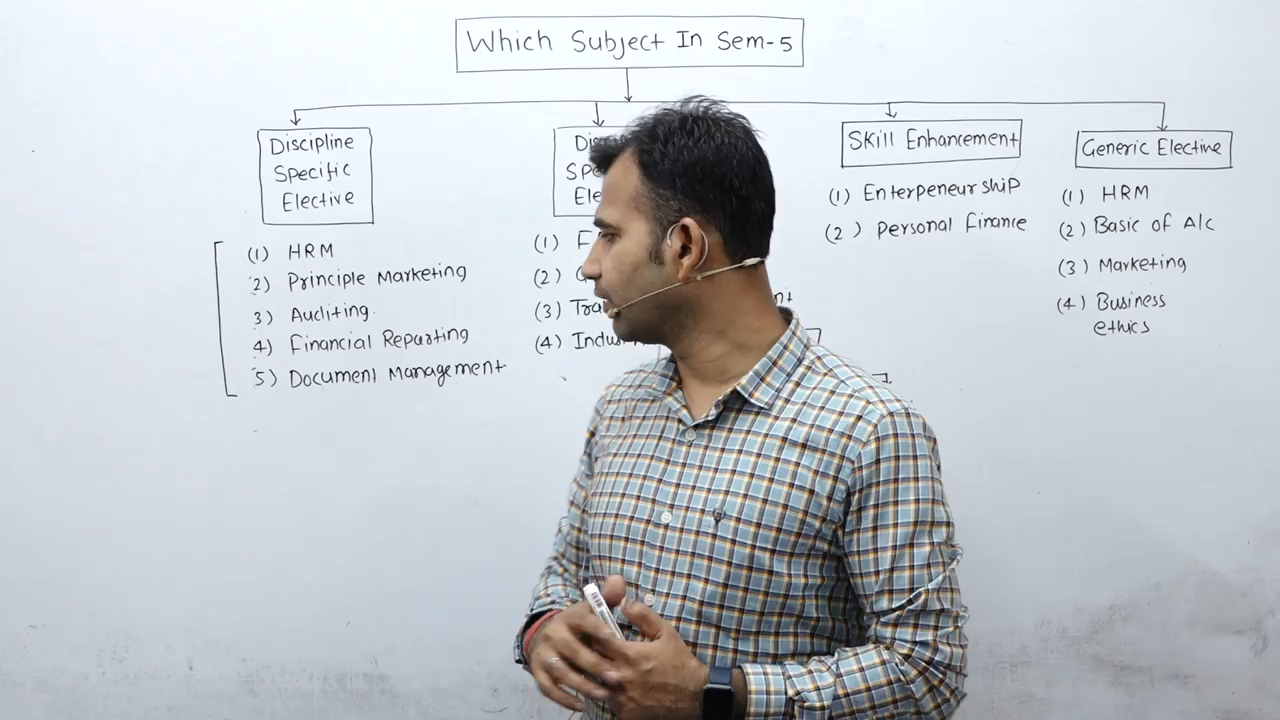 Which Subject In Sem-5
Discipline
Specific
Elective
(1) HRM
2) Principle Marketing
3) Auditing.
4) Financial Reporting
5) Document Management
(1)
(2)
(3)
(4)
Skill Enhancement
(1) Enterpeneurship
(2) Personal Finance
Generic Elective
(1) HRM
(2) Basic of A/c
(3) Marketing
(4) Business
ethics